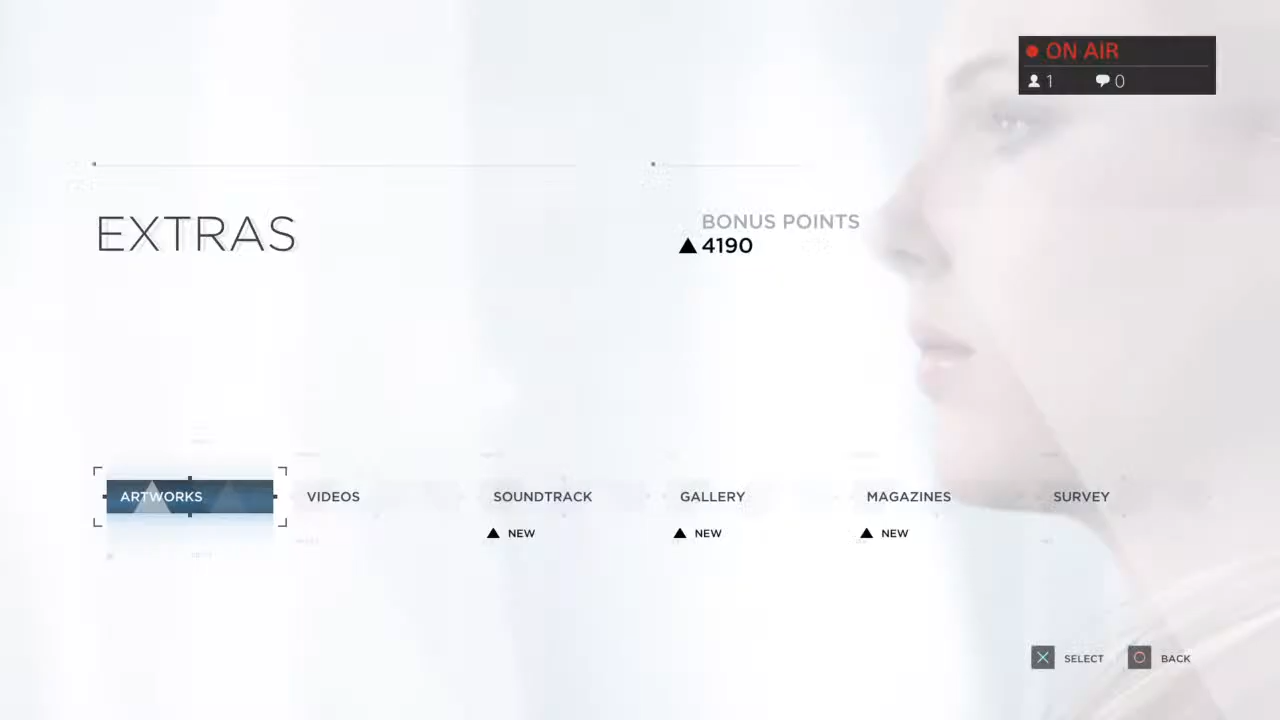 ON AIR
1 0
EXTRAS
BONUS POINTS
4190
ARTWORKS VIDEOS SOUNDTRACK GALLERY MAGAZINES SURVEY
NEW NEW NEW
SELECT BACK